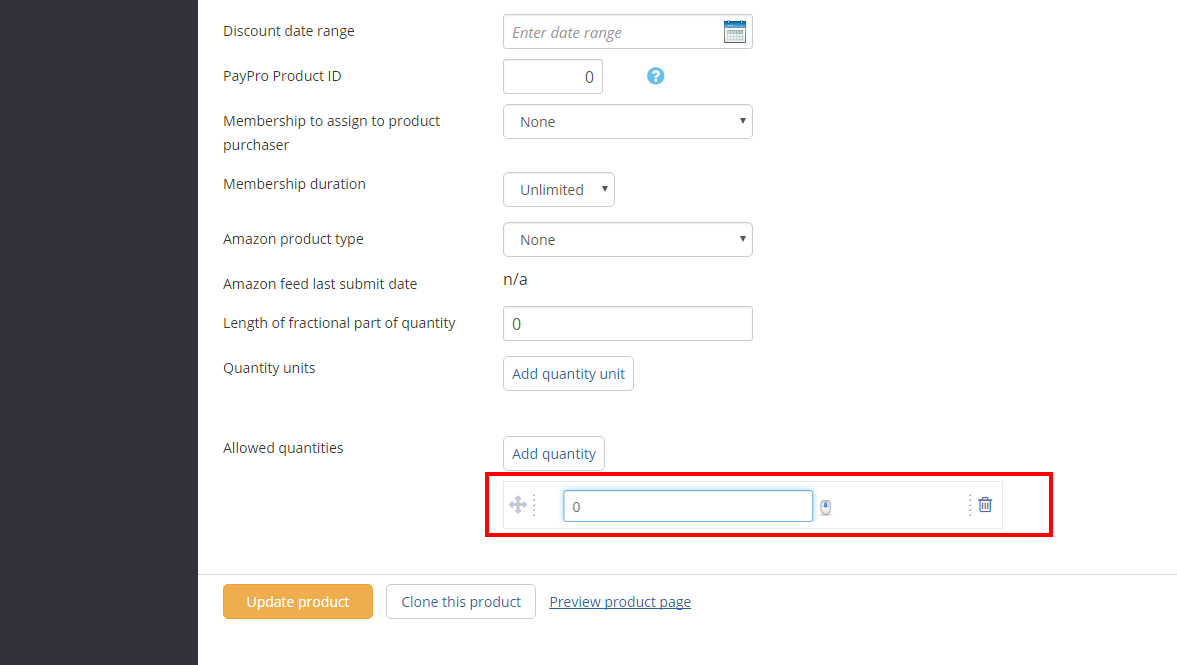 Discount date range
Enter date range
PayPro Product ID
0
?
Membership to assign to product
purchaser
None
Membership duration
Unlimited
Amazon product type
None
Amazon feed last submit date
n/a
Length of fractional part of quantity
0
Quantity units
Add quantity unit
Allowed quantities
Add quantity
0
Update product
Clone this product
Preview product page